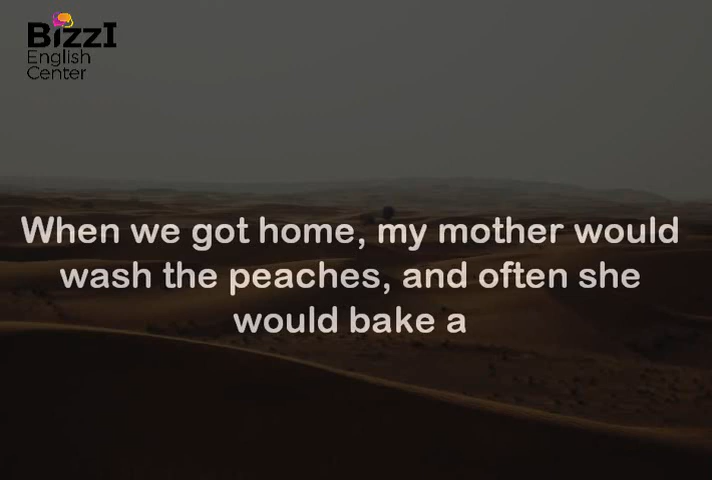 BIzzI
English
Center
When we got home, my mother would
wash the peaches, and often she
would bake a